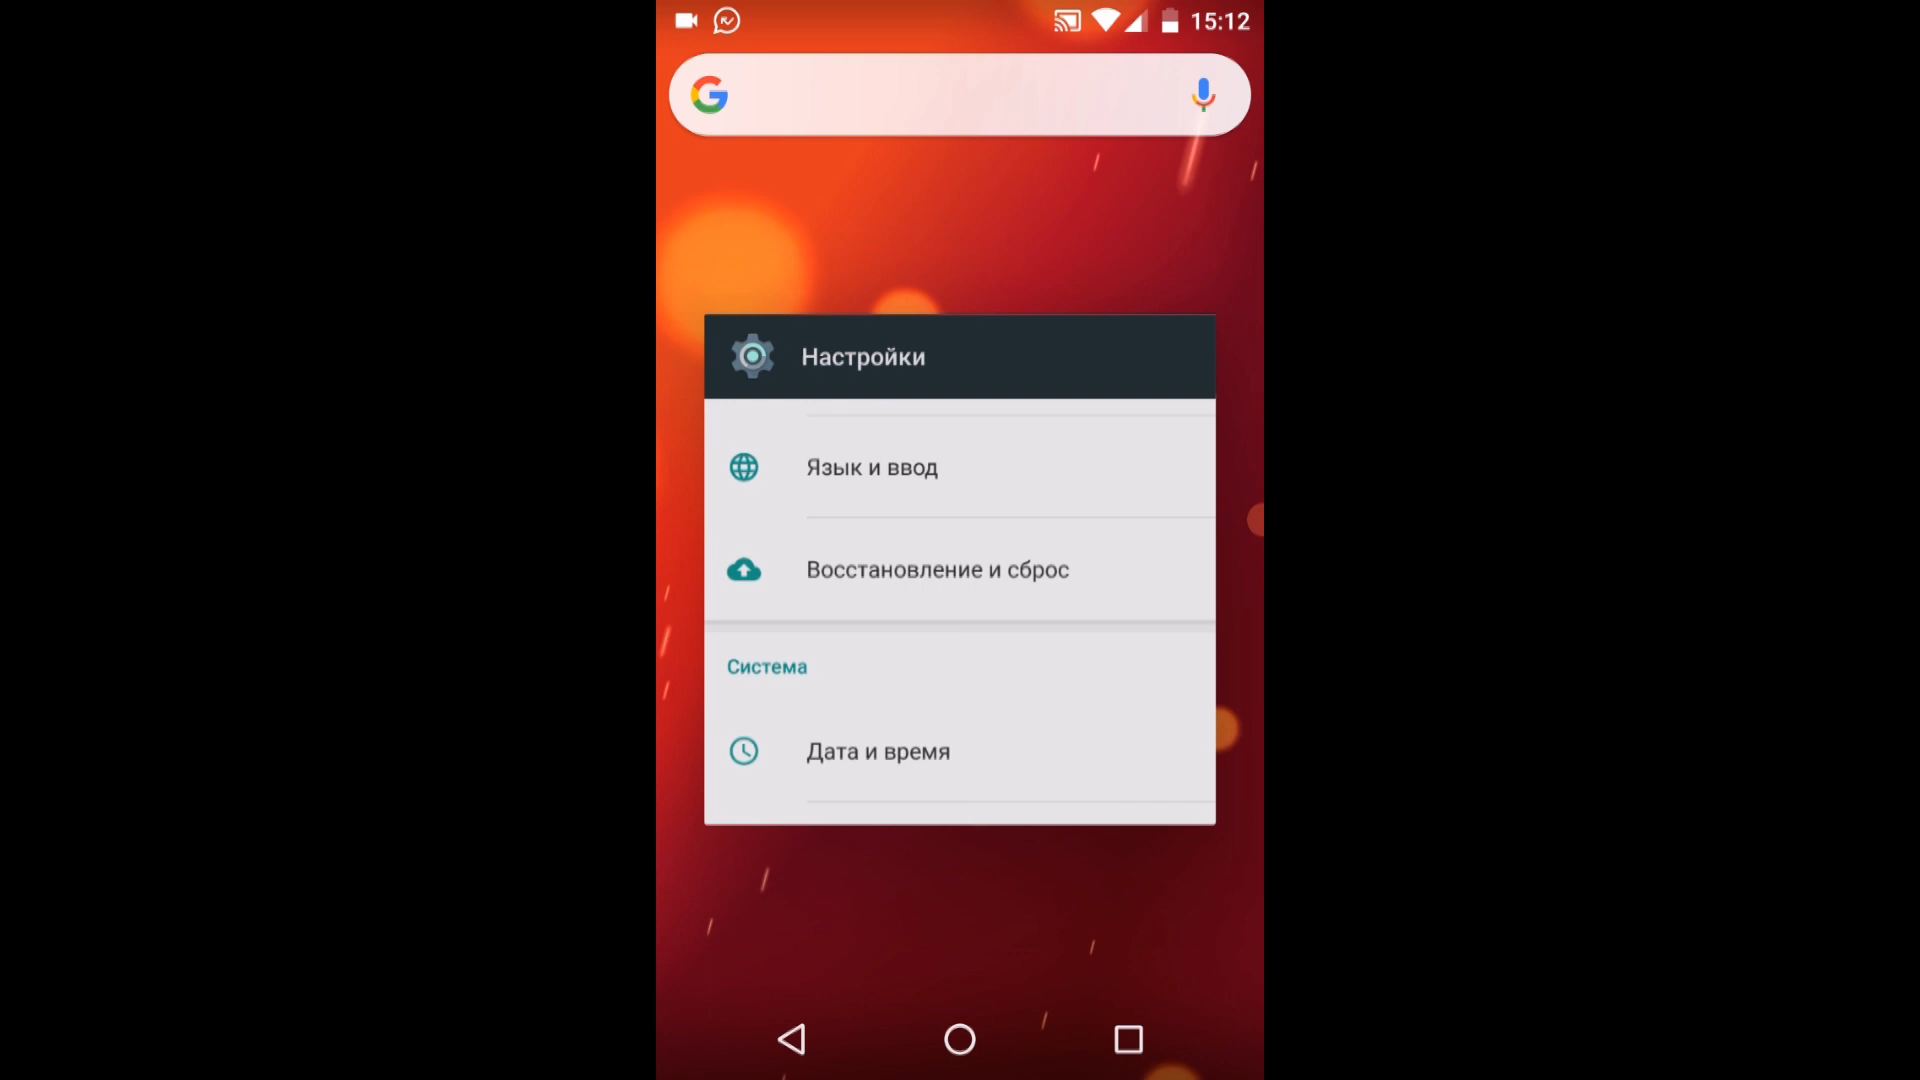 15:12
Настройки
Язык и ввод
Восстановление и сброс
Система
Дата и время